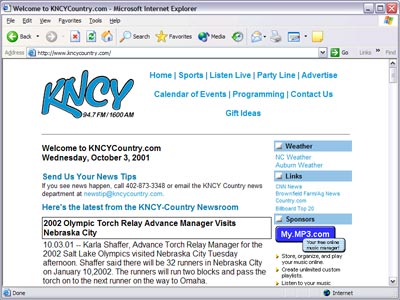 Welcome to KNCYCountry.com - Microsoft Internet Explorer
File Edit View Favorites Tools Help
Back Search Favorites Media
Address http://www.kncycountry.com/ Go Links
KNCY
94.7 FM / 1600 AM
Home | Sports | Listen Live | Party Line | Advertise
Calendar of Events | Programming | Contact Us
Gift Ideas
Welcome to KNCYCountry.com
Wednesday, October 3, 2001
Send Us Your News Tips
If you see news happen, call 402-873-3348 or email the KNCY Country news
department at newstip@kncycountry.com.
Here's the latest from the KNCY-Country Newsroom
2002 Olympic Torch Relay Advance Manager Visits
Nebraska City
10.03.01 -- Karla Shaffer, Advance Torch Relay Manager for the
2002 Salt Lake Olympics visited Nebraska City Tuesday
afternoon. Shaffer said there will be 32 runners in Nebraska City
on January 10,2002. The runners will run two blocks and pass the
torch on to the next runner on the way to Omaha.
Weather
NC Weather
Auburn Weather
Links
CNN News
Brownfield Farm/Ag News
Country.com
Billboard Top 20
Sponsors
My.MP3.com
Your free online
music manager!
Store, organize, and play
your music online.
Create unlimited custom
playlists.
Listen to your music
Done Internet